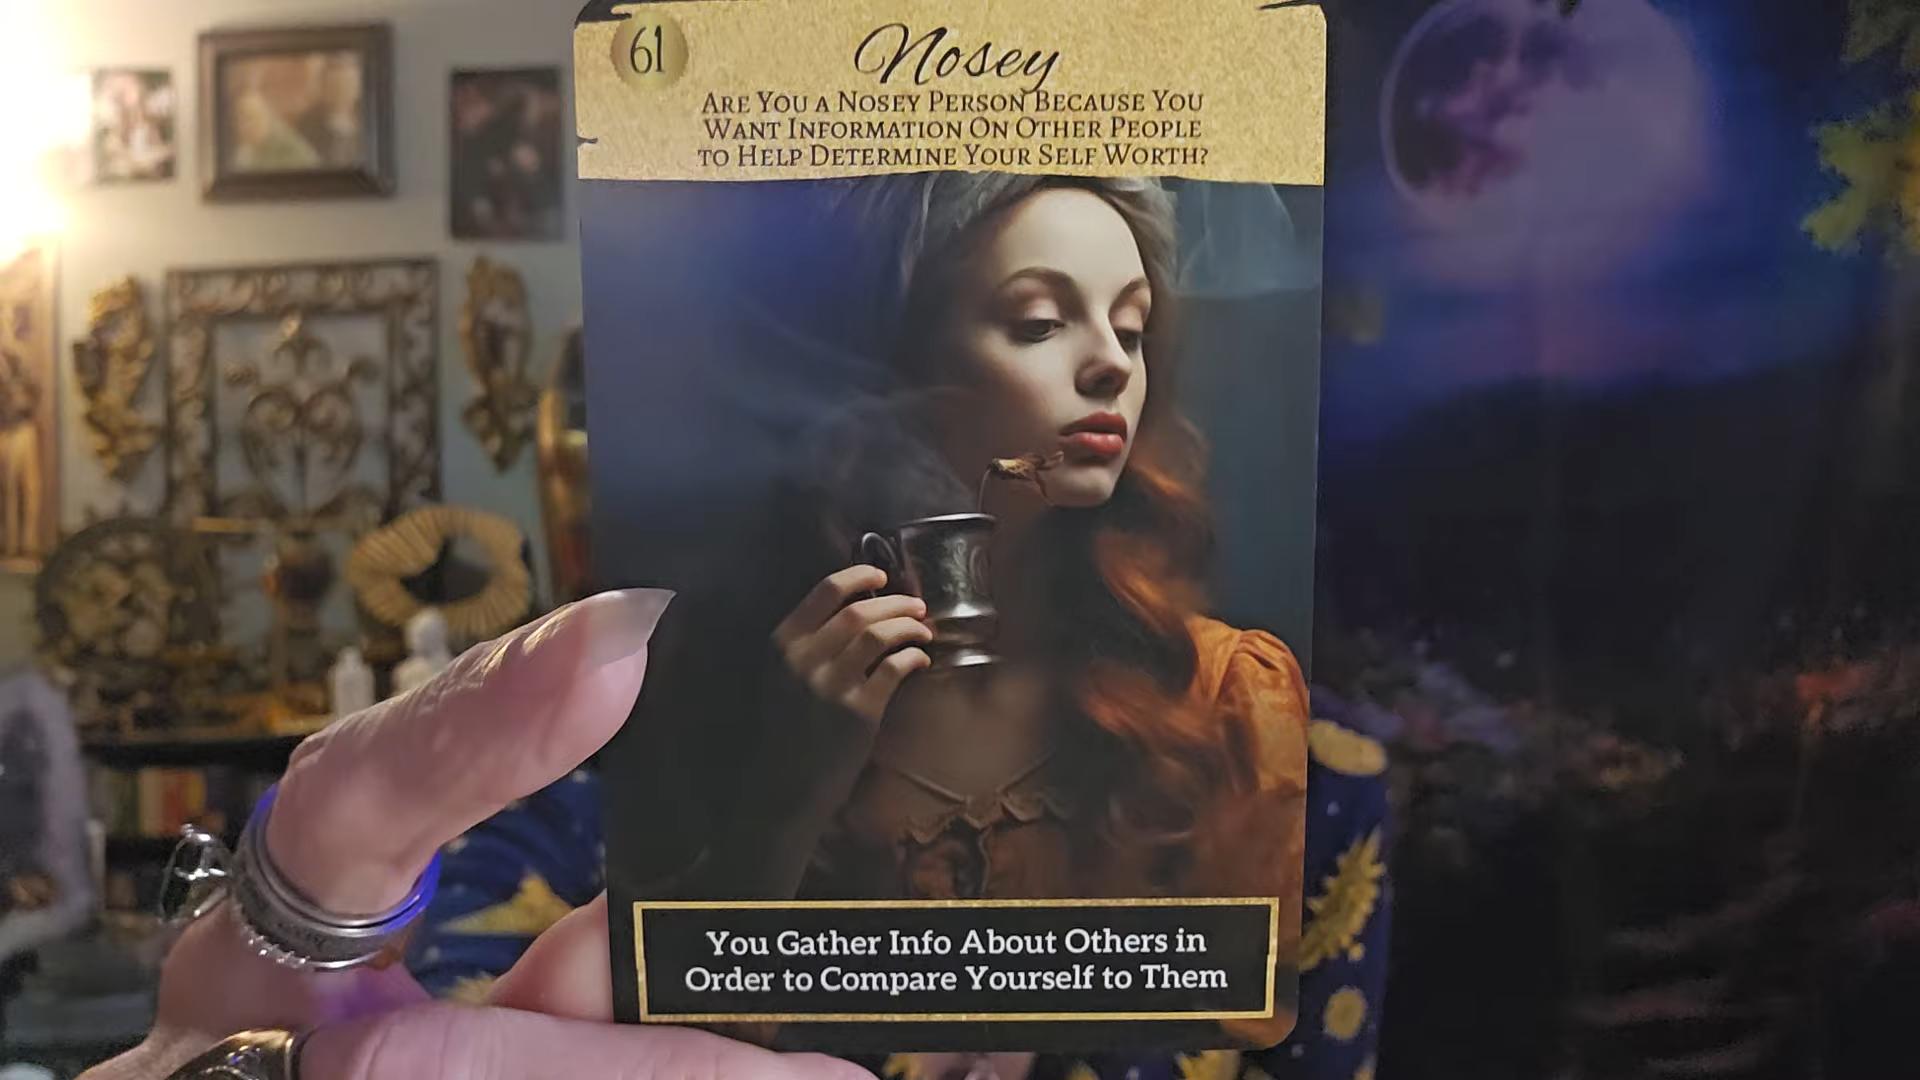 61
Nosey
Are You a Nosey Person Because You
Want Information On Other People
to Help Determine Your Self Worth?
You Gather Info About Others in
Order to Compare Yourself to Them